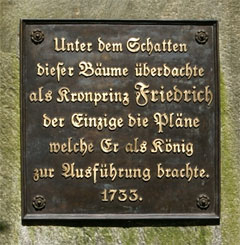 Unter dem Schatten
dieser Bäume überdachte
als Kronprinz Friedrich
der Einzige die Pläne
welche Er als König
zur Ausführung brachte.
1733.